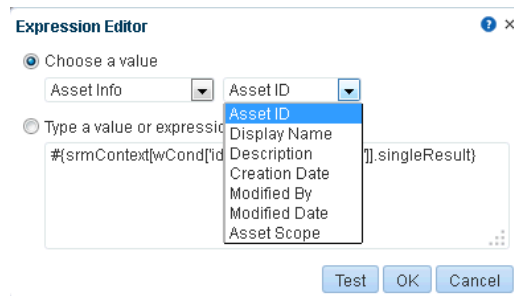 Expression Editor
Choose a value
Asset Info Asset ID
Asset ID
Display Name
Description
Creation Date
Modified By
Modified Date
Asset Scope
Type a value or
#{srmContext[wCond['id ']].singleResult}
Test OK Cancel